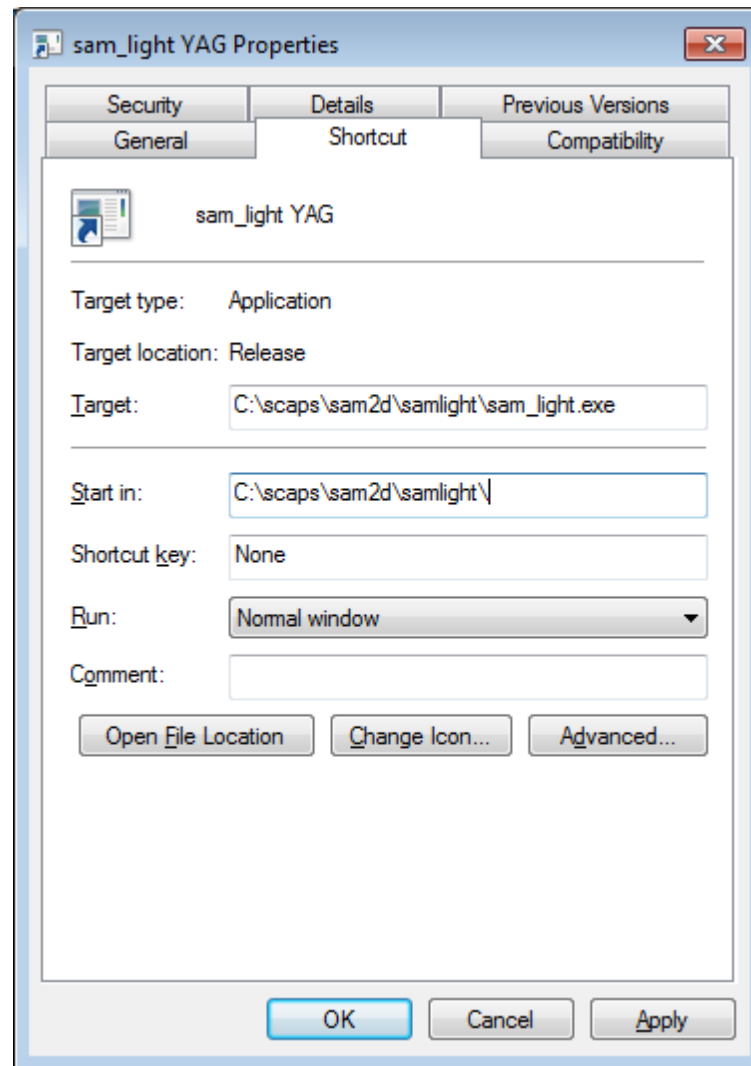 sam_light YAG Properties
Security Details Previous Versions
General Shortcut Compatibility
sam_light YAG
Target type: Application
Target location: Release
Target: C:\scaps\sam2d\samlight\sam_light.exe
Start in: C:\scaps\sam2d\samlight\
Shortcut key: None
Run: Normal window
Comment:
Open File Location Change Icon... Advanced...
OK Cancel Apply